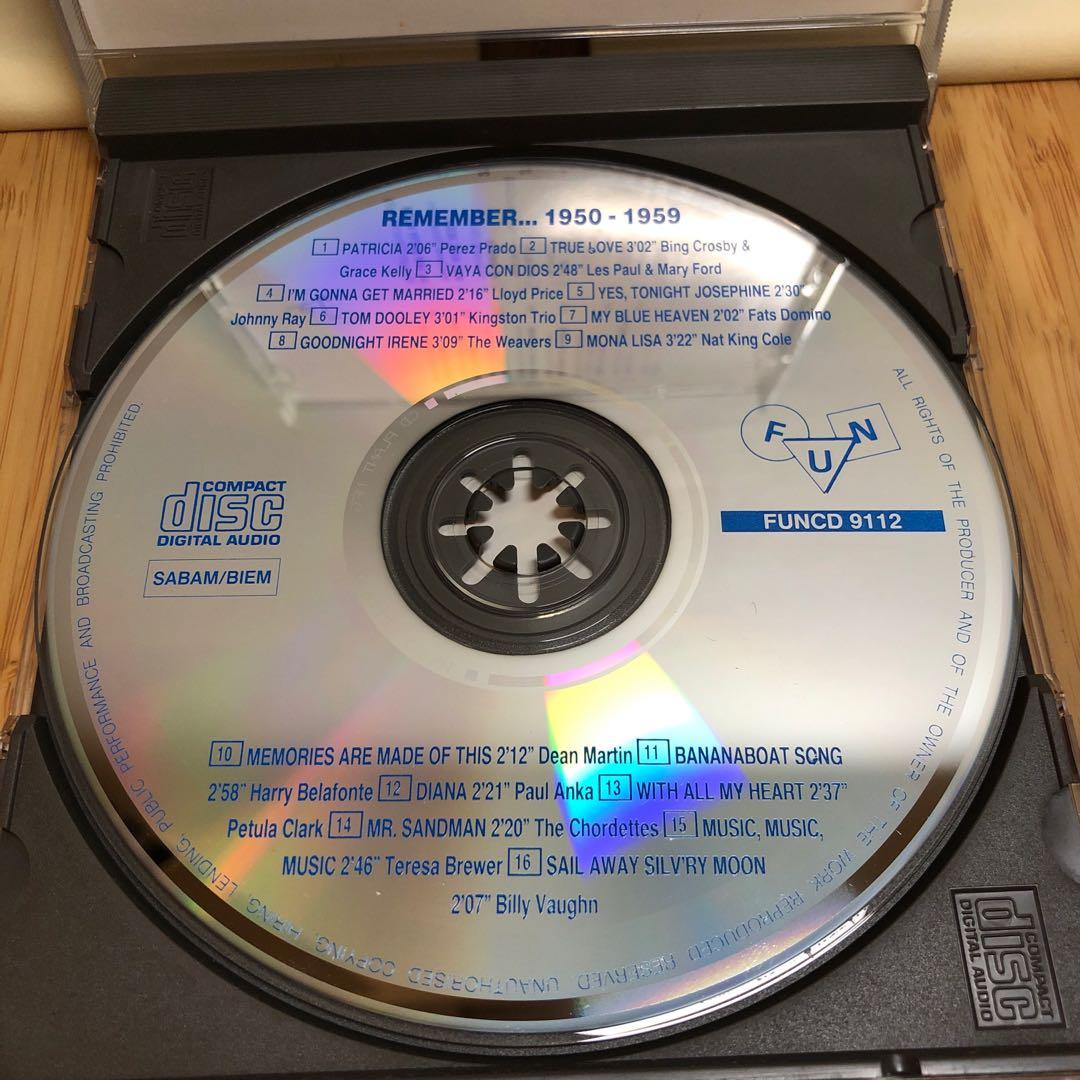 REMEMBER... 1950 - 1959
1 PATRICIA 2'06" Perez Prado 2 TRUE LOVE 3'02" Bing Crosby &
Grace Kelly 3 VAYA CON DIOS 2'48" Les Paul & Mary Ford
4 I'M GONNA GET MARRIED 2'16" Lloyd Price 5 YES, TONIGHT JOSEPHINE 2'30"
Johnny Ray 6 TOM DOOLEY 3'01" Kingston Trio 7 MY BLUE HEAVEN 2'02" Fats Domino
8 GOODNIGHT IRENE 3'09" The Weavers 9 MONA LISA 3'22" Nat King Cole
FUN
FUNCD 9112
COMPACT
disc
DIGITAL AUDIO
SABAM/BIEM
10 MEMORIES ARE MADE OF THIS 2'12" Dean Martin 11 BANANABOAT SONG
2'58" Harry Belafonte 12 DIANA 2'21" Paul Anka 13 WITH ALL MY HEART 2'37"
Petula Clark 14 MR. SANDMAN 2'20" The Chordettes 15 MUSIC, MUSIC,
MUSIC 2'46" Teresa Brewer 16 SAIL AWAY SILV'RY MOON
2'07" Billy Vaughn
ALL RIGHTS OF THE PRODUCER AND OF THE OWNER OF THE WORK REPRODUCED RESERVED. UNAUTHORISED COPYING, HIRING, LENDING, PUBLIC PERFORMANCE AND BROADCASTING PROHIBITED.
COMPACT
disc
DIGITAL AUDIO